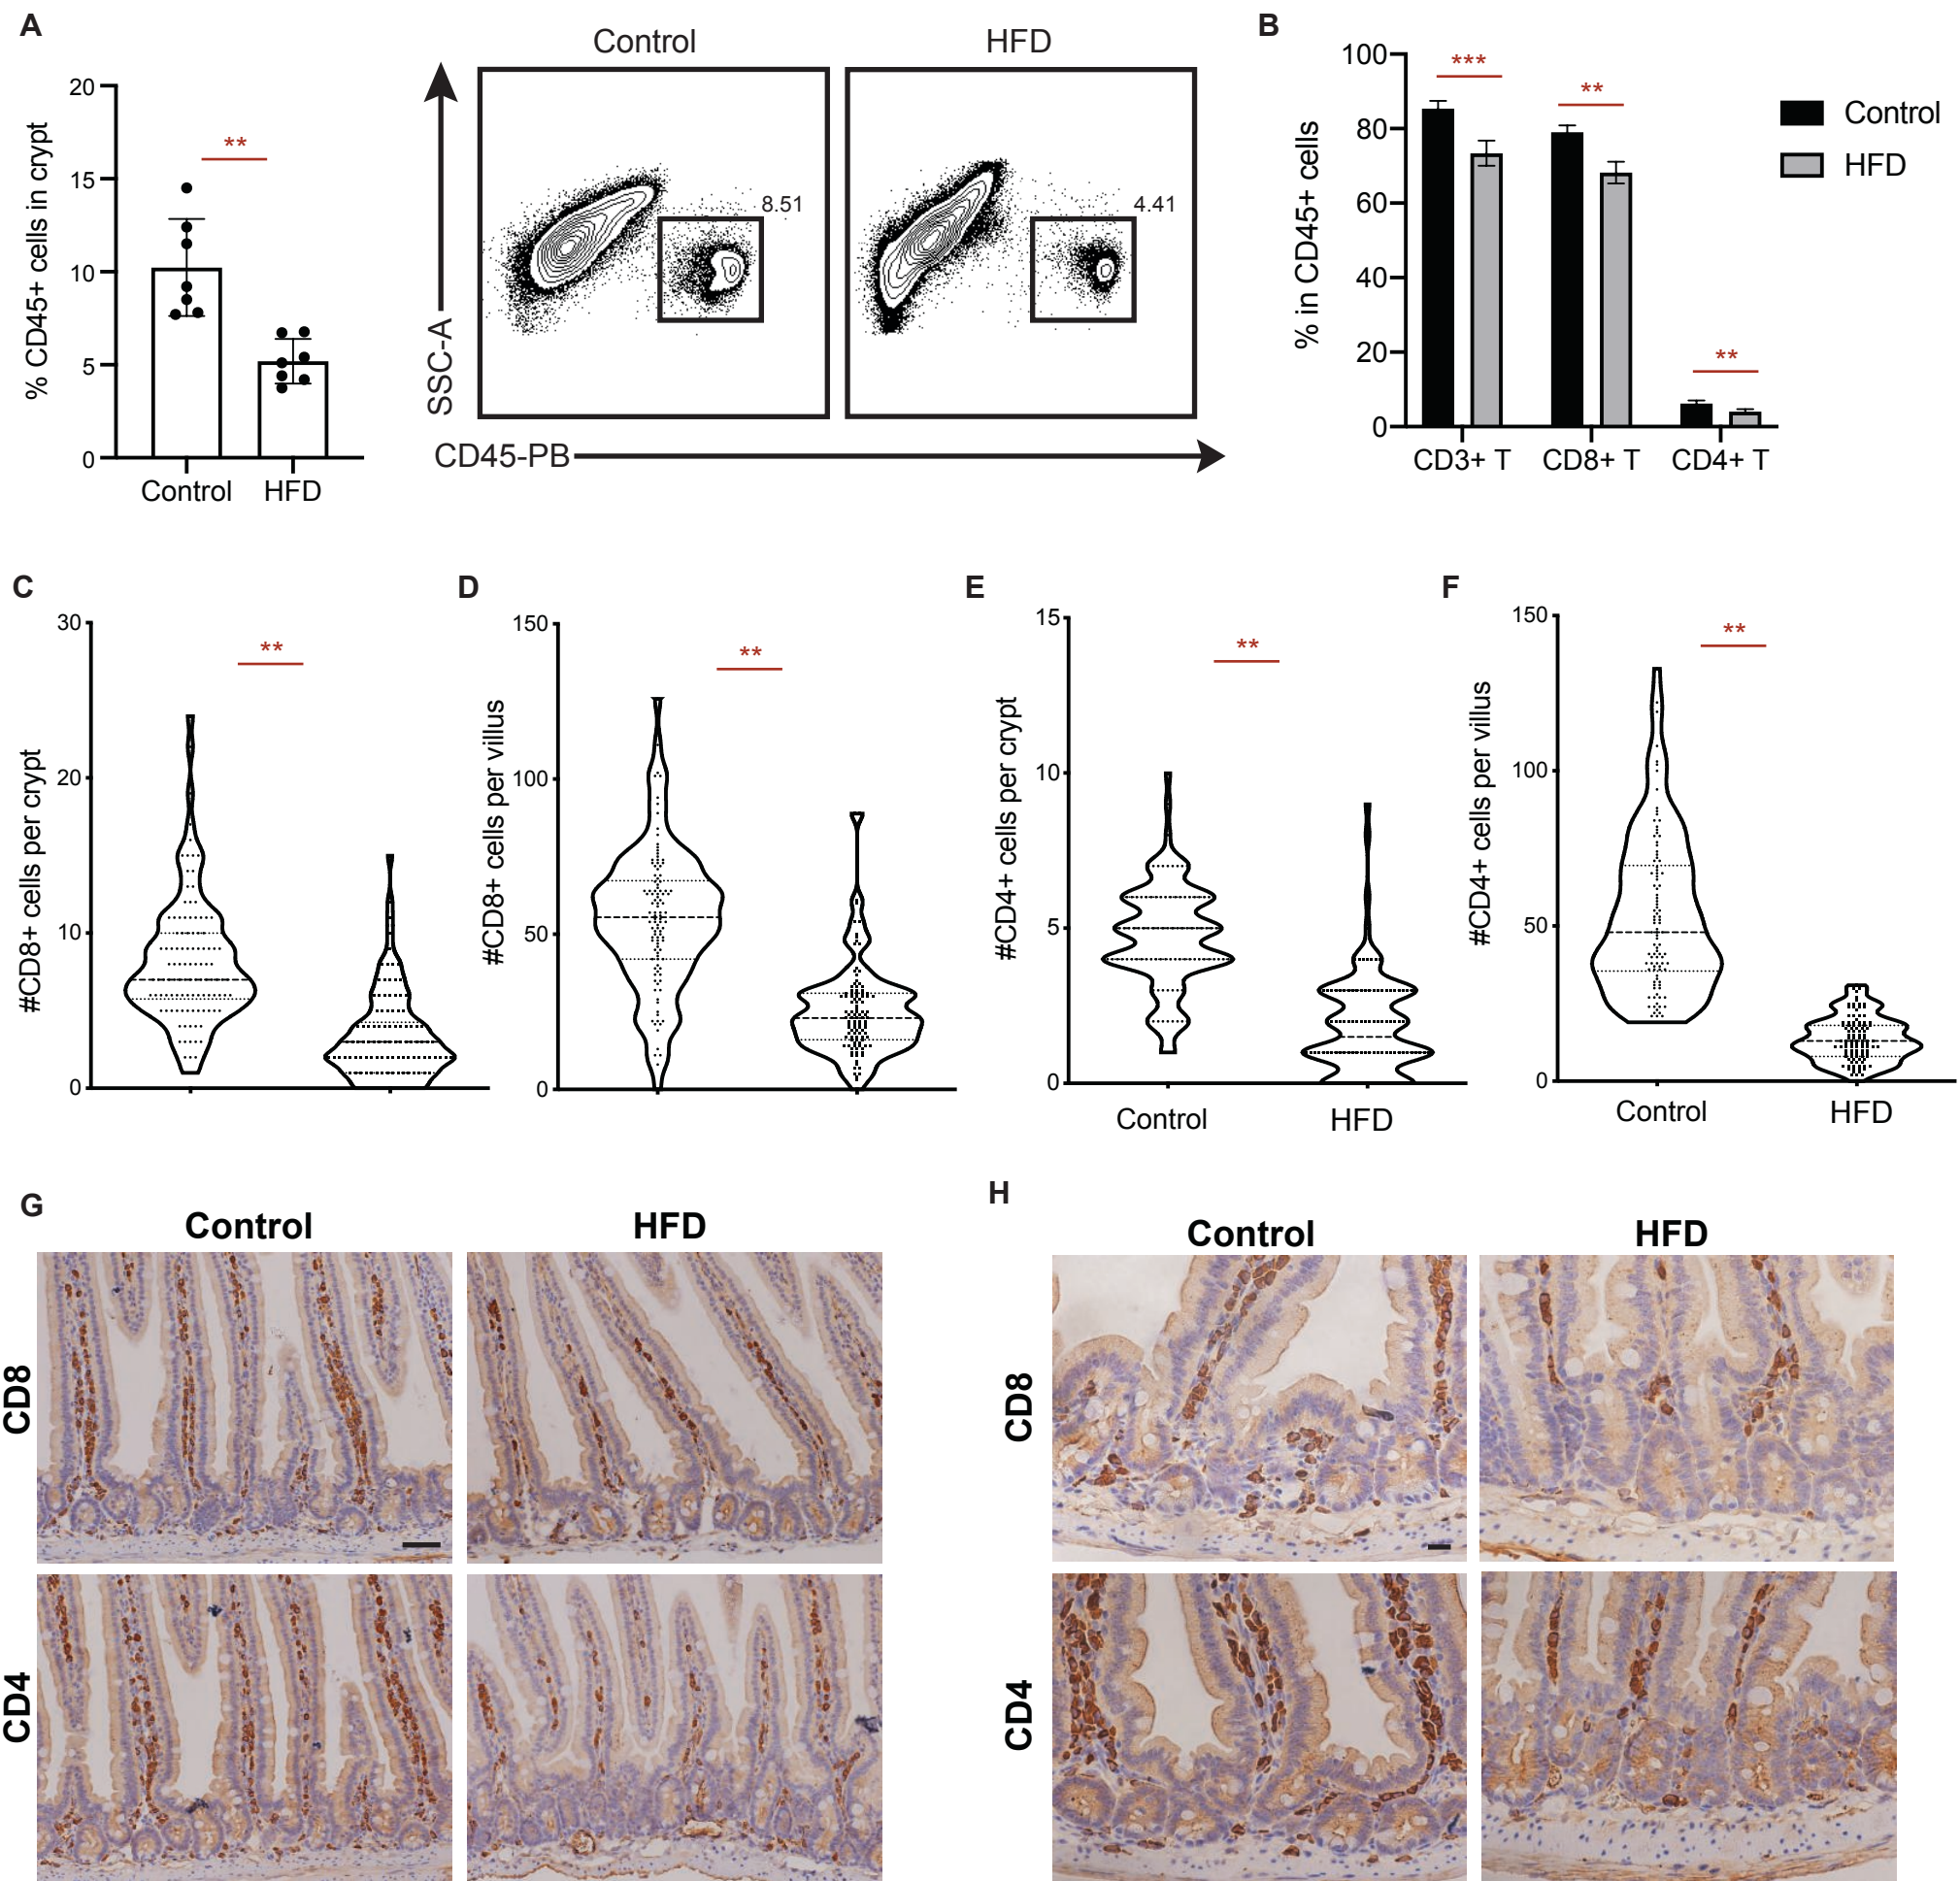 A
% CD45+ cells in crypt
20
15
10
5
0
**
Control
HFD
Control
HFD
8.51
4.41
SSC-A
CD45-PB
B
% in CD45+ cells
100
80
60
40
20
0
***
**
**
CD3+ T
CD8+ T
CD4+ T
Control
HFD
C
#CD8+ cells per crypt
30
20
10
0
**
D
#CD8+ cells per villus
150
100
50
0
**
E
#CD4+ cells per crypt
15
10
5
0
**
Control
HFD
F
#CD4+ cells per villus
150
100
50
0
**
Control
HFD
G
Control
HFD
CD8
CD4
H
Control
HFD
CD8
CD4